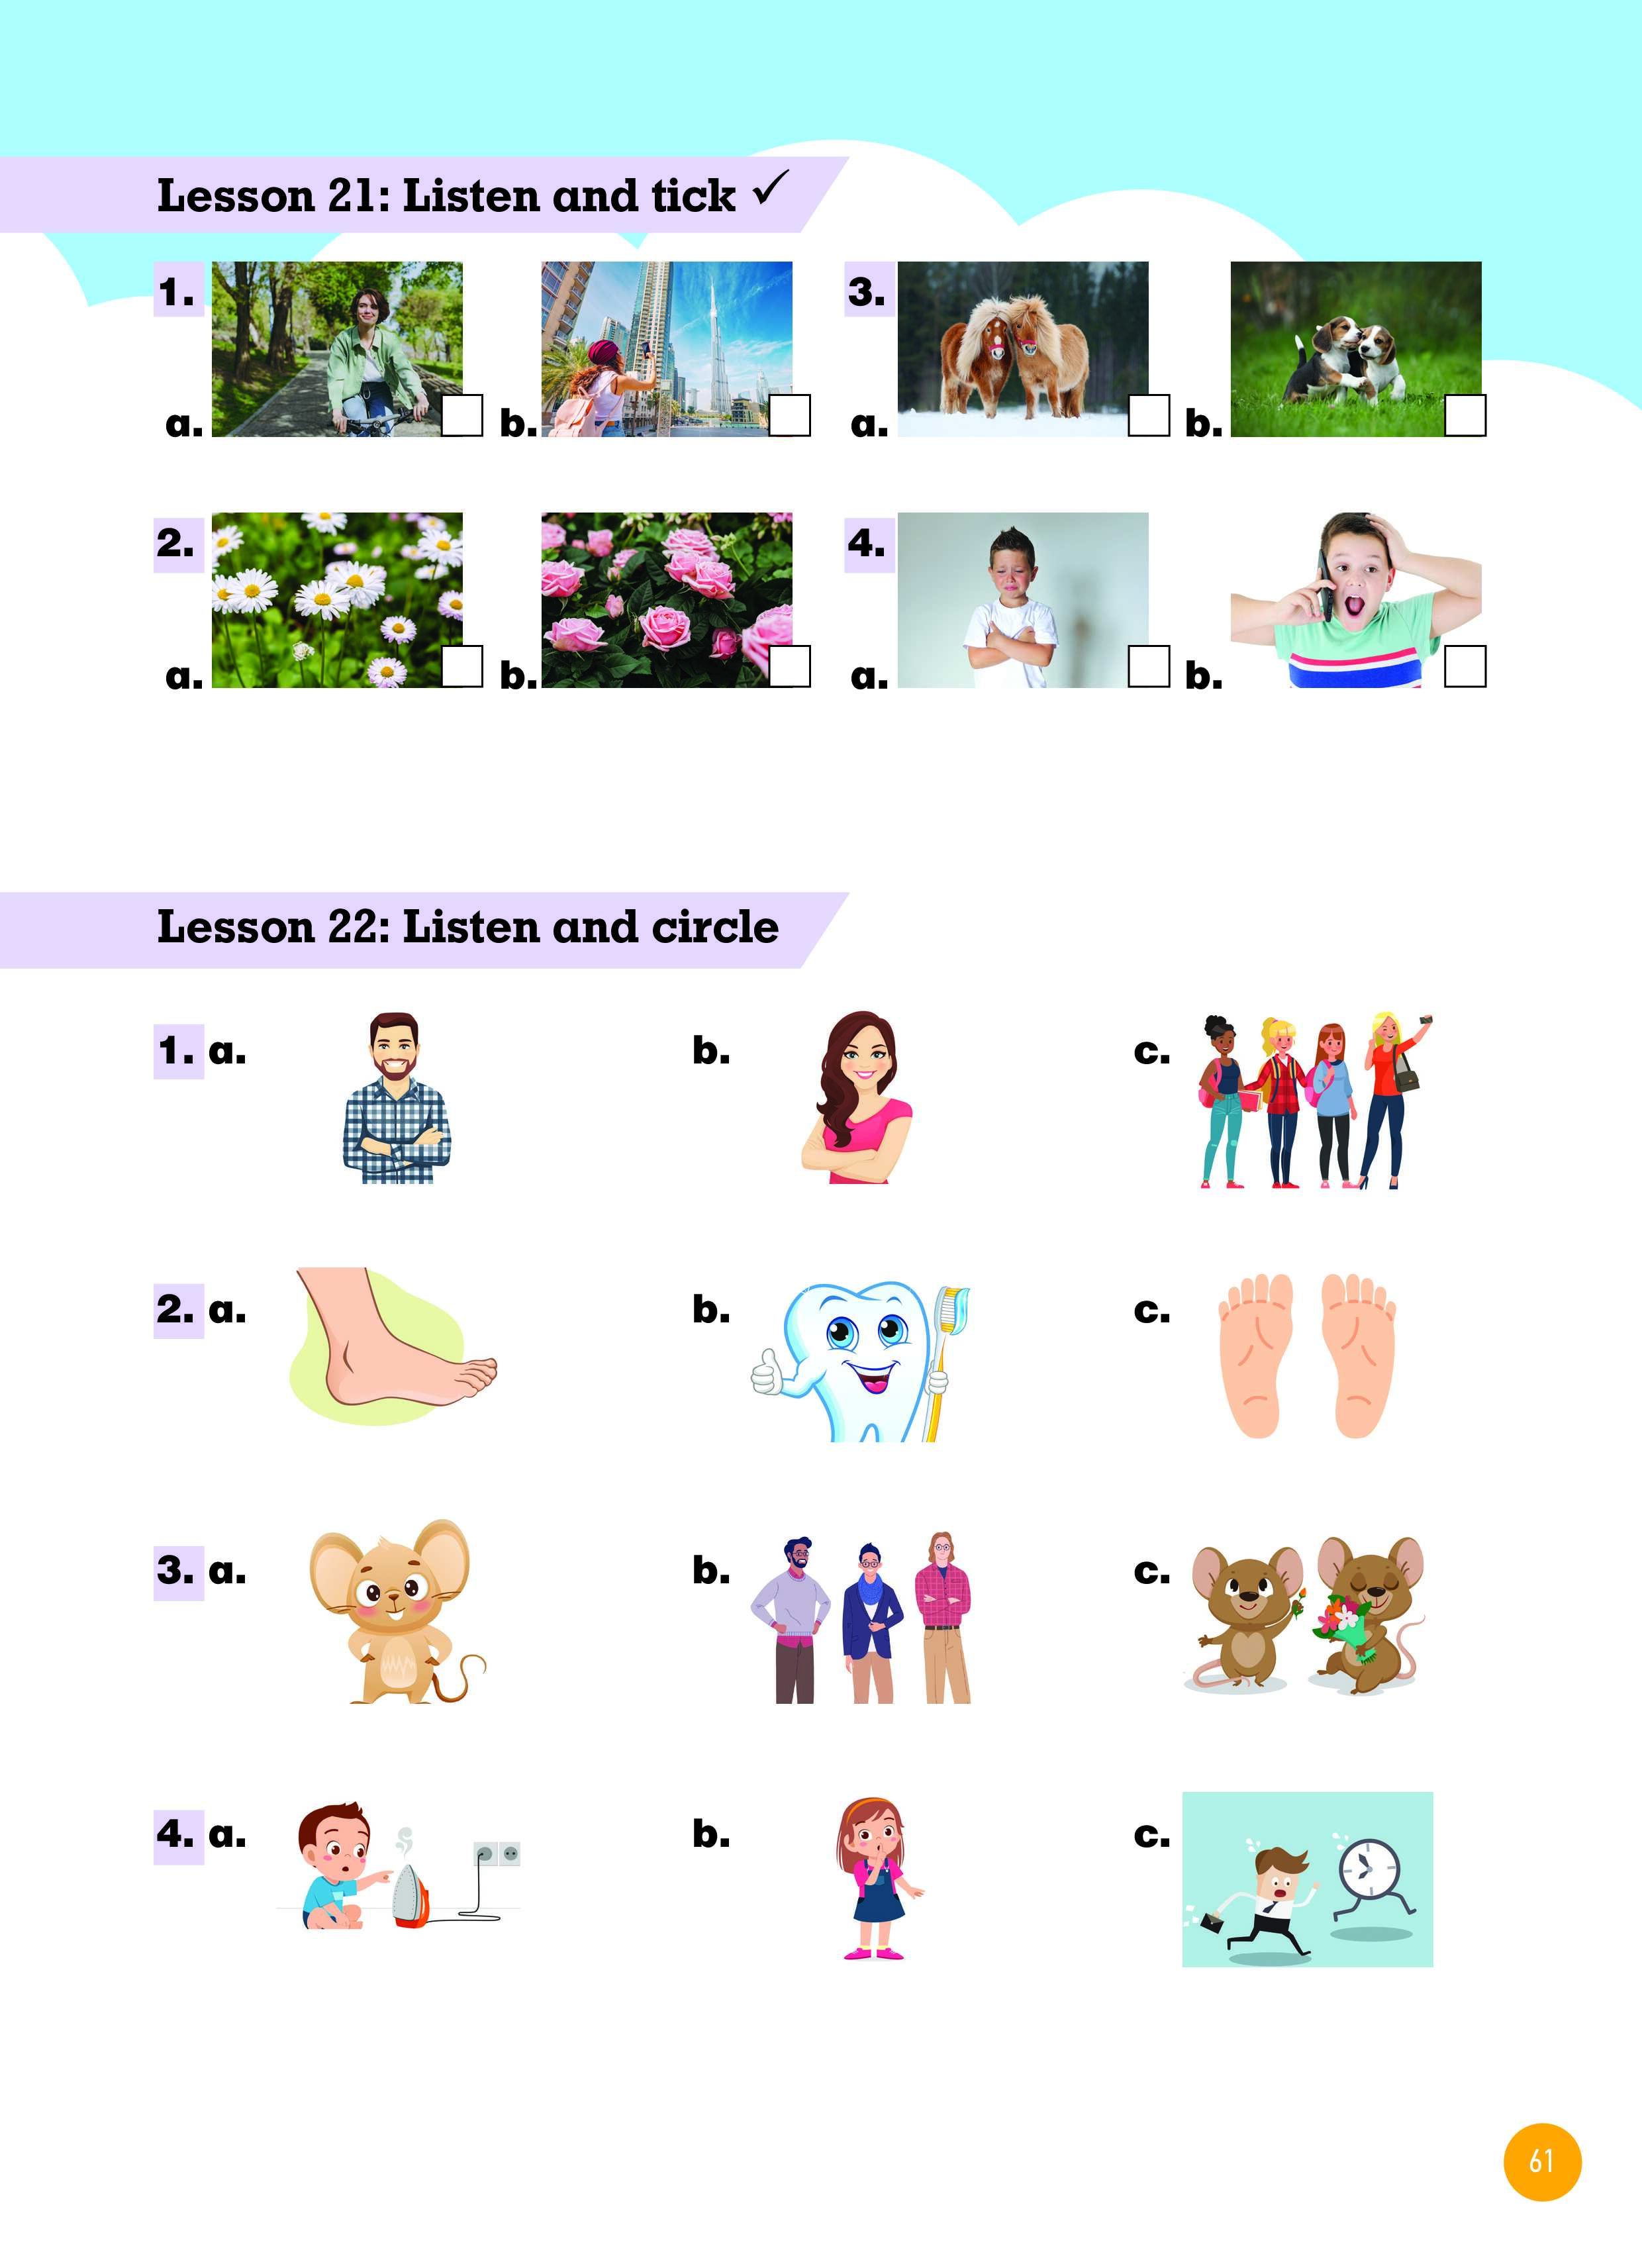 Lesson 21: Listen and tick ✓
1.
a.
b.
3.
a.
b.
2.
a.
b.
4.
a.
b.
Lesson 22: Listen and circle
1. a.
b.
c.
2. a.
b.
c.
3. a.
b.
c.
4. a.
b.
c.
61